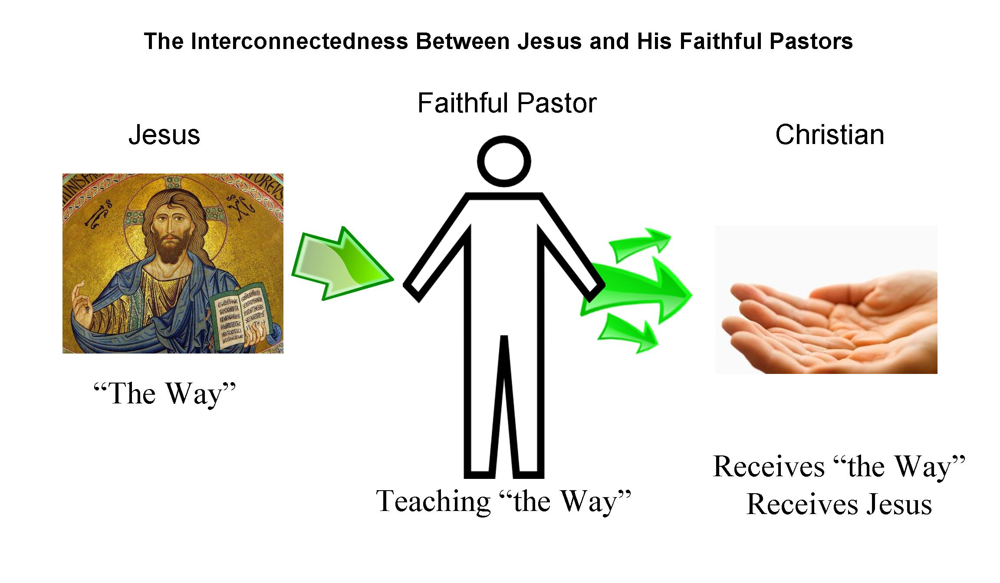 The Interconnectedness Between Jesus and His Faithful Pastors
Faithful Pastor
Jesus
Christian
“The Way”
Teaching “the Way”
Receives “the Way”
Receives Jesus